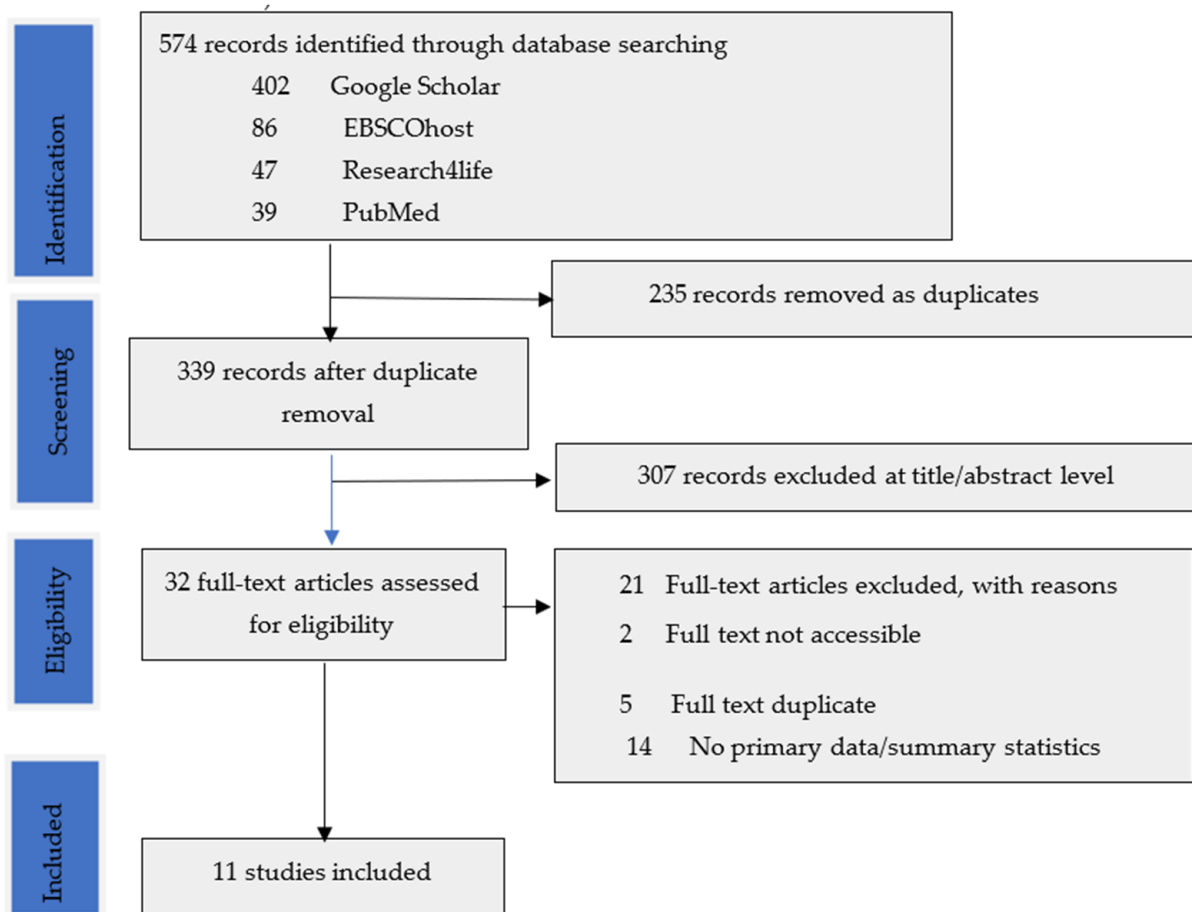 574 records identified through database searching
402 Google Scholar
86 EBSCOhost
47 Research4life
39 PubMed
Identification
235 records removed as duplicates
339 records after duplicate
removal
Screening
307 records excluded at title/abstract level
32 full-text articles assessed
for eligibility
Eligibility
21 Full-text articles excluded, with reasons
2 Full text not accessible
5 Full text duplicate
14 No primary data/summary statistics
11 studies included
Included